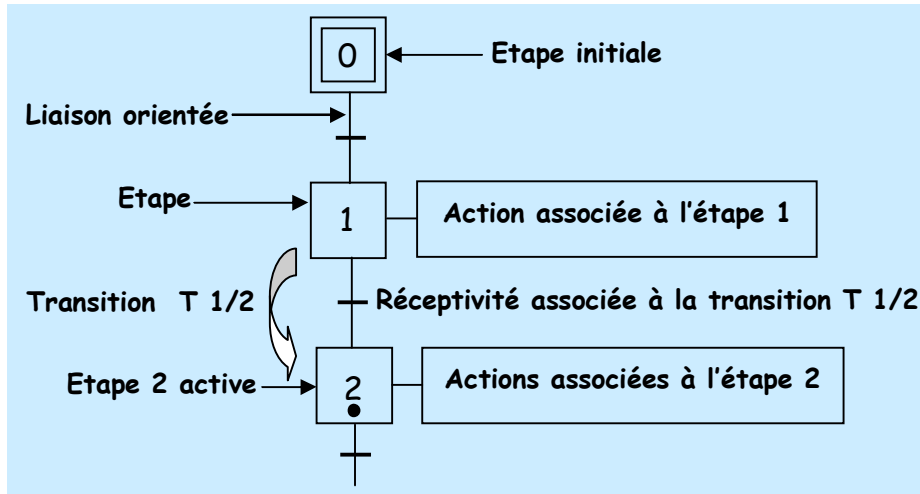 0
Etape initiale
Liaison orientée
Etape
1
Action associée à l'étape 1
Transition T 1/2
Réceptivité associée à la transition T 1/2
Etape 2 active
2
Actions associées à l'étape 2